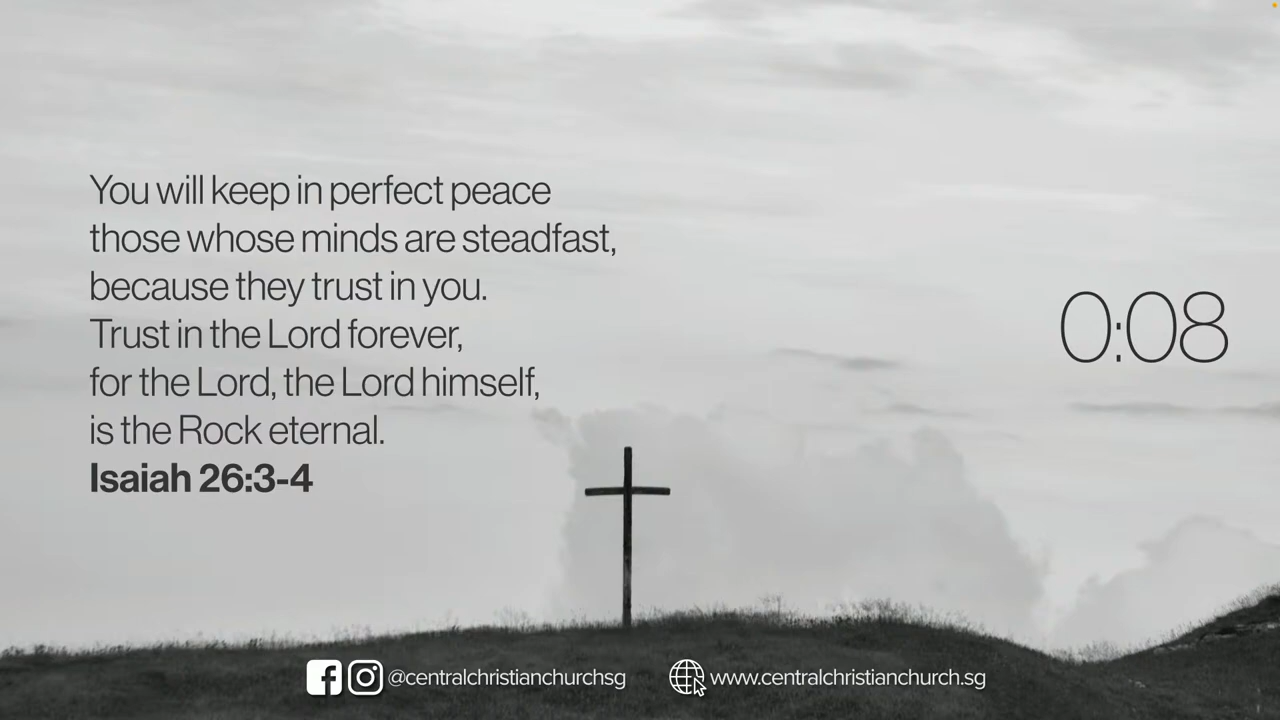 You will keep in perfect peace
those whose minds are steadfast,
because they trust in you.
Trust in the Lord forever,
for the Lord, the Lord himself,
is the Rock eternal.
Isaiah 26:3-4
0:08
@centralchristianchurchsg
www.centralchristianchurch.sg